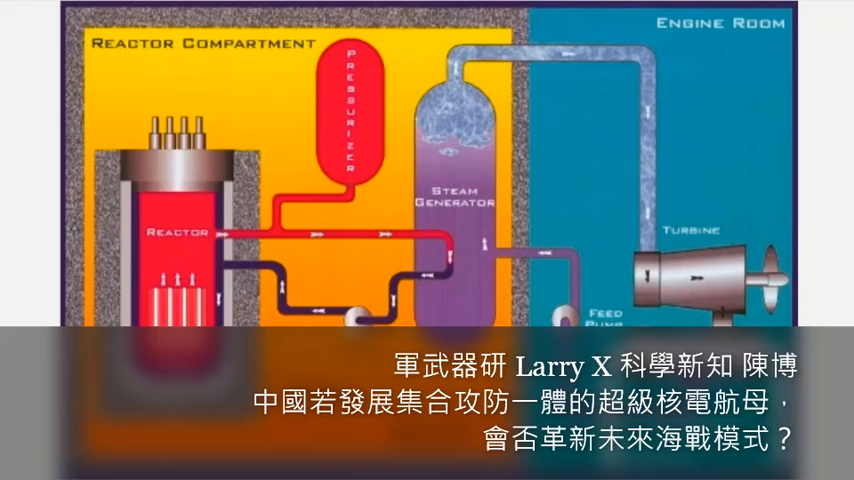 REACTOR COMPARTMENT
ENGINE ROOM
PRESSURIZER
STEAM
GENERATOR
REACTOR
TURBINE
FEED
PUMP
軍武器研 Larry X 科學新知 陳博
中國若發展集合攻防一體的超級核電航母，
會否革新未來海戰模式？